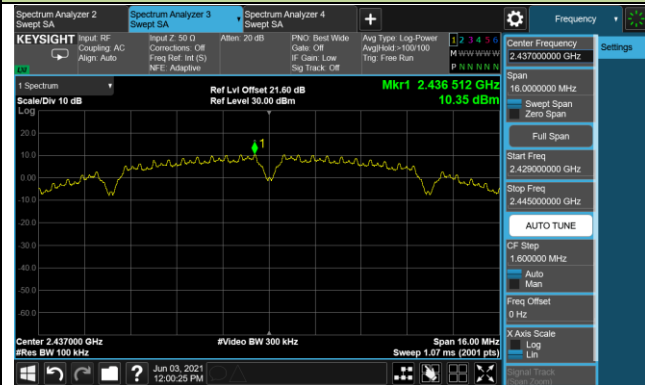 Spectrum Analyzer 2
Swept SA
Spectrum Analyzer 3
Swept SA
Spectrum Analyzer 4
Swept SA
+
Frequency
KEYSIGHT
Input: RF
Coupling: AC
Align: Auto
Input Z: 50 Ω
Corrections: Off
Freq Ref: Int (S)
NFE: Adaptive
Atten: 20 dB
PNO: Best Wide
Gate: Off
IF Gain: Low
Sig Track: Off
Avg Type: Log-Power
Avg|Hold:>100/100
Trig: Free Run
1 2 3 4 5 6
M W W W W W
P N N N N N
LXI
1 Spectrum
Scale/Div 10 dB
Log
Ref Lvl Offset 21.60 dB
Ref Level 30.00 dBm
Mkr1 2.436 512 GHz
10.35 dBm
1
20.0
10.0
0.00
-10.0
-20.0
-30.0
-40.0
-50.0
-60.0
Center 2.437000 GHz
#Res BW 100 kHz
#Video BW 300 kHz
Span 16.00 MHz
Sweep 1.07 ms (2001 pts)
Jun 03, 2021
12:00:25 PM
?
Center Frequency
2.437000000 GHz
Settings
Span
16.0000000 MHz
Swept Span
Zero Span
Full Span
Start Freq
2.429000000 GHz
Stop Freq
2.445000000 GHz
AUTO TUNE
CF Step
1.600000 MHz
Auto
Man
Freq Offset
0 Hz
X Axis Scale
Log
Lin
Signal Track
(Span Zoom)